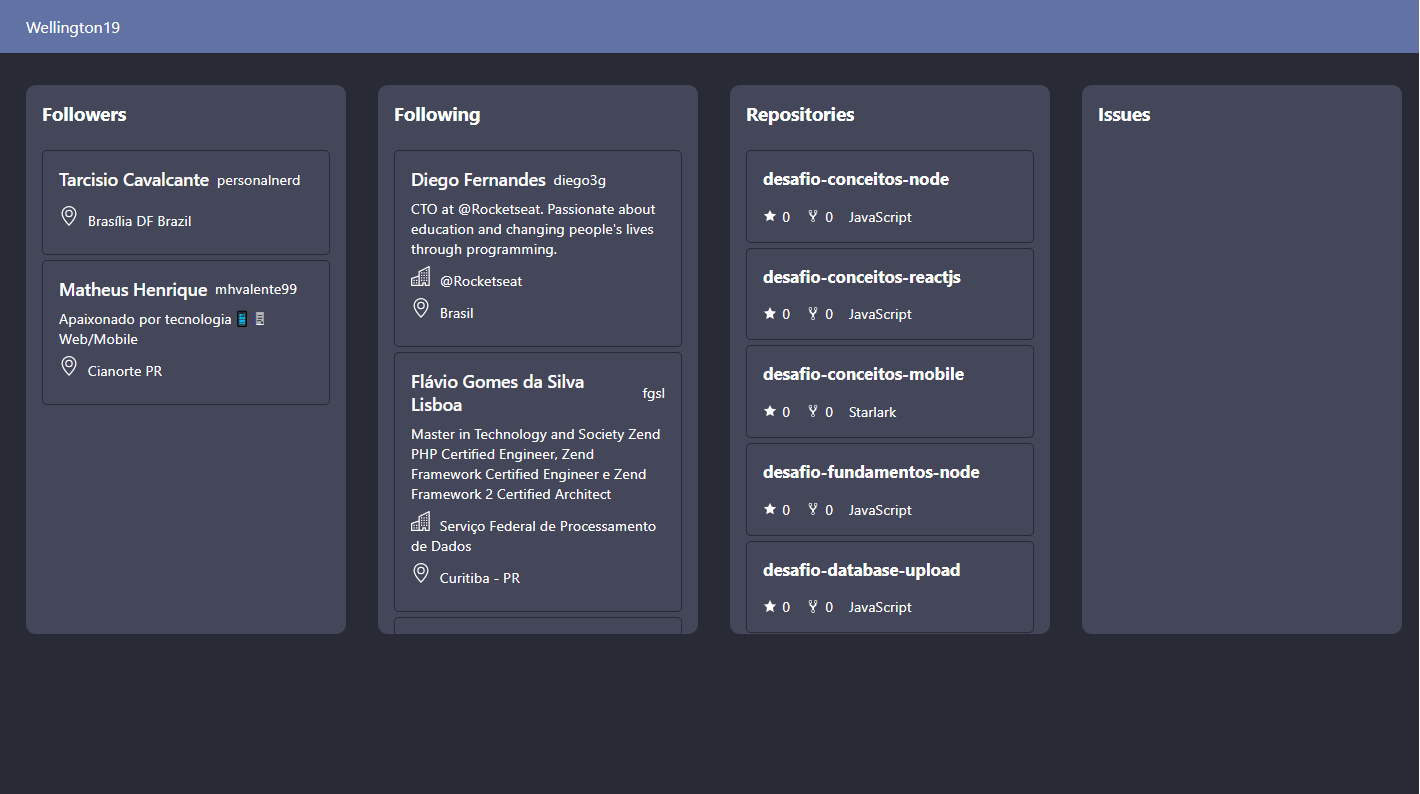 Wellington19
Followers
Tarcisio Cavalcante personalnerd
Brasília DF Brazil
Matheus Henrique mhvalente99
Apaixonado por tecnologia
Web/Mobile
Cianorte PR
Following
Diego Fernandes diego3g
CTO at @Rocketseat. Passionate about
education and changing people's lives
through programming.
@Rocketseat
Brasil
Flávio Gomes da Silva
Lisboa
fgsl
Master in Technology and Society Zend
PHP Certified Engineer, Zend
Framework Certified Engineer e Zend
Framework 2 Certified Architect
Serviço Federal de Processamento
de Dados
Curitiba - PR
Repositories
desafio-conceitos-node
0 0 JavaScript
desafio-conceitos-reactjs
0 0 JavaScript
desafio-conceitos-mobile
0 0 Starlark
desafio-fundamentos-node
0 0 JavaScript
desafio-database-upload
0 0 JavaScript
Issues